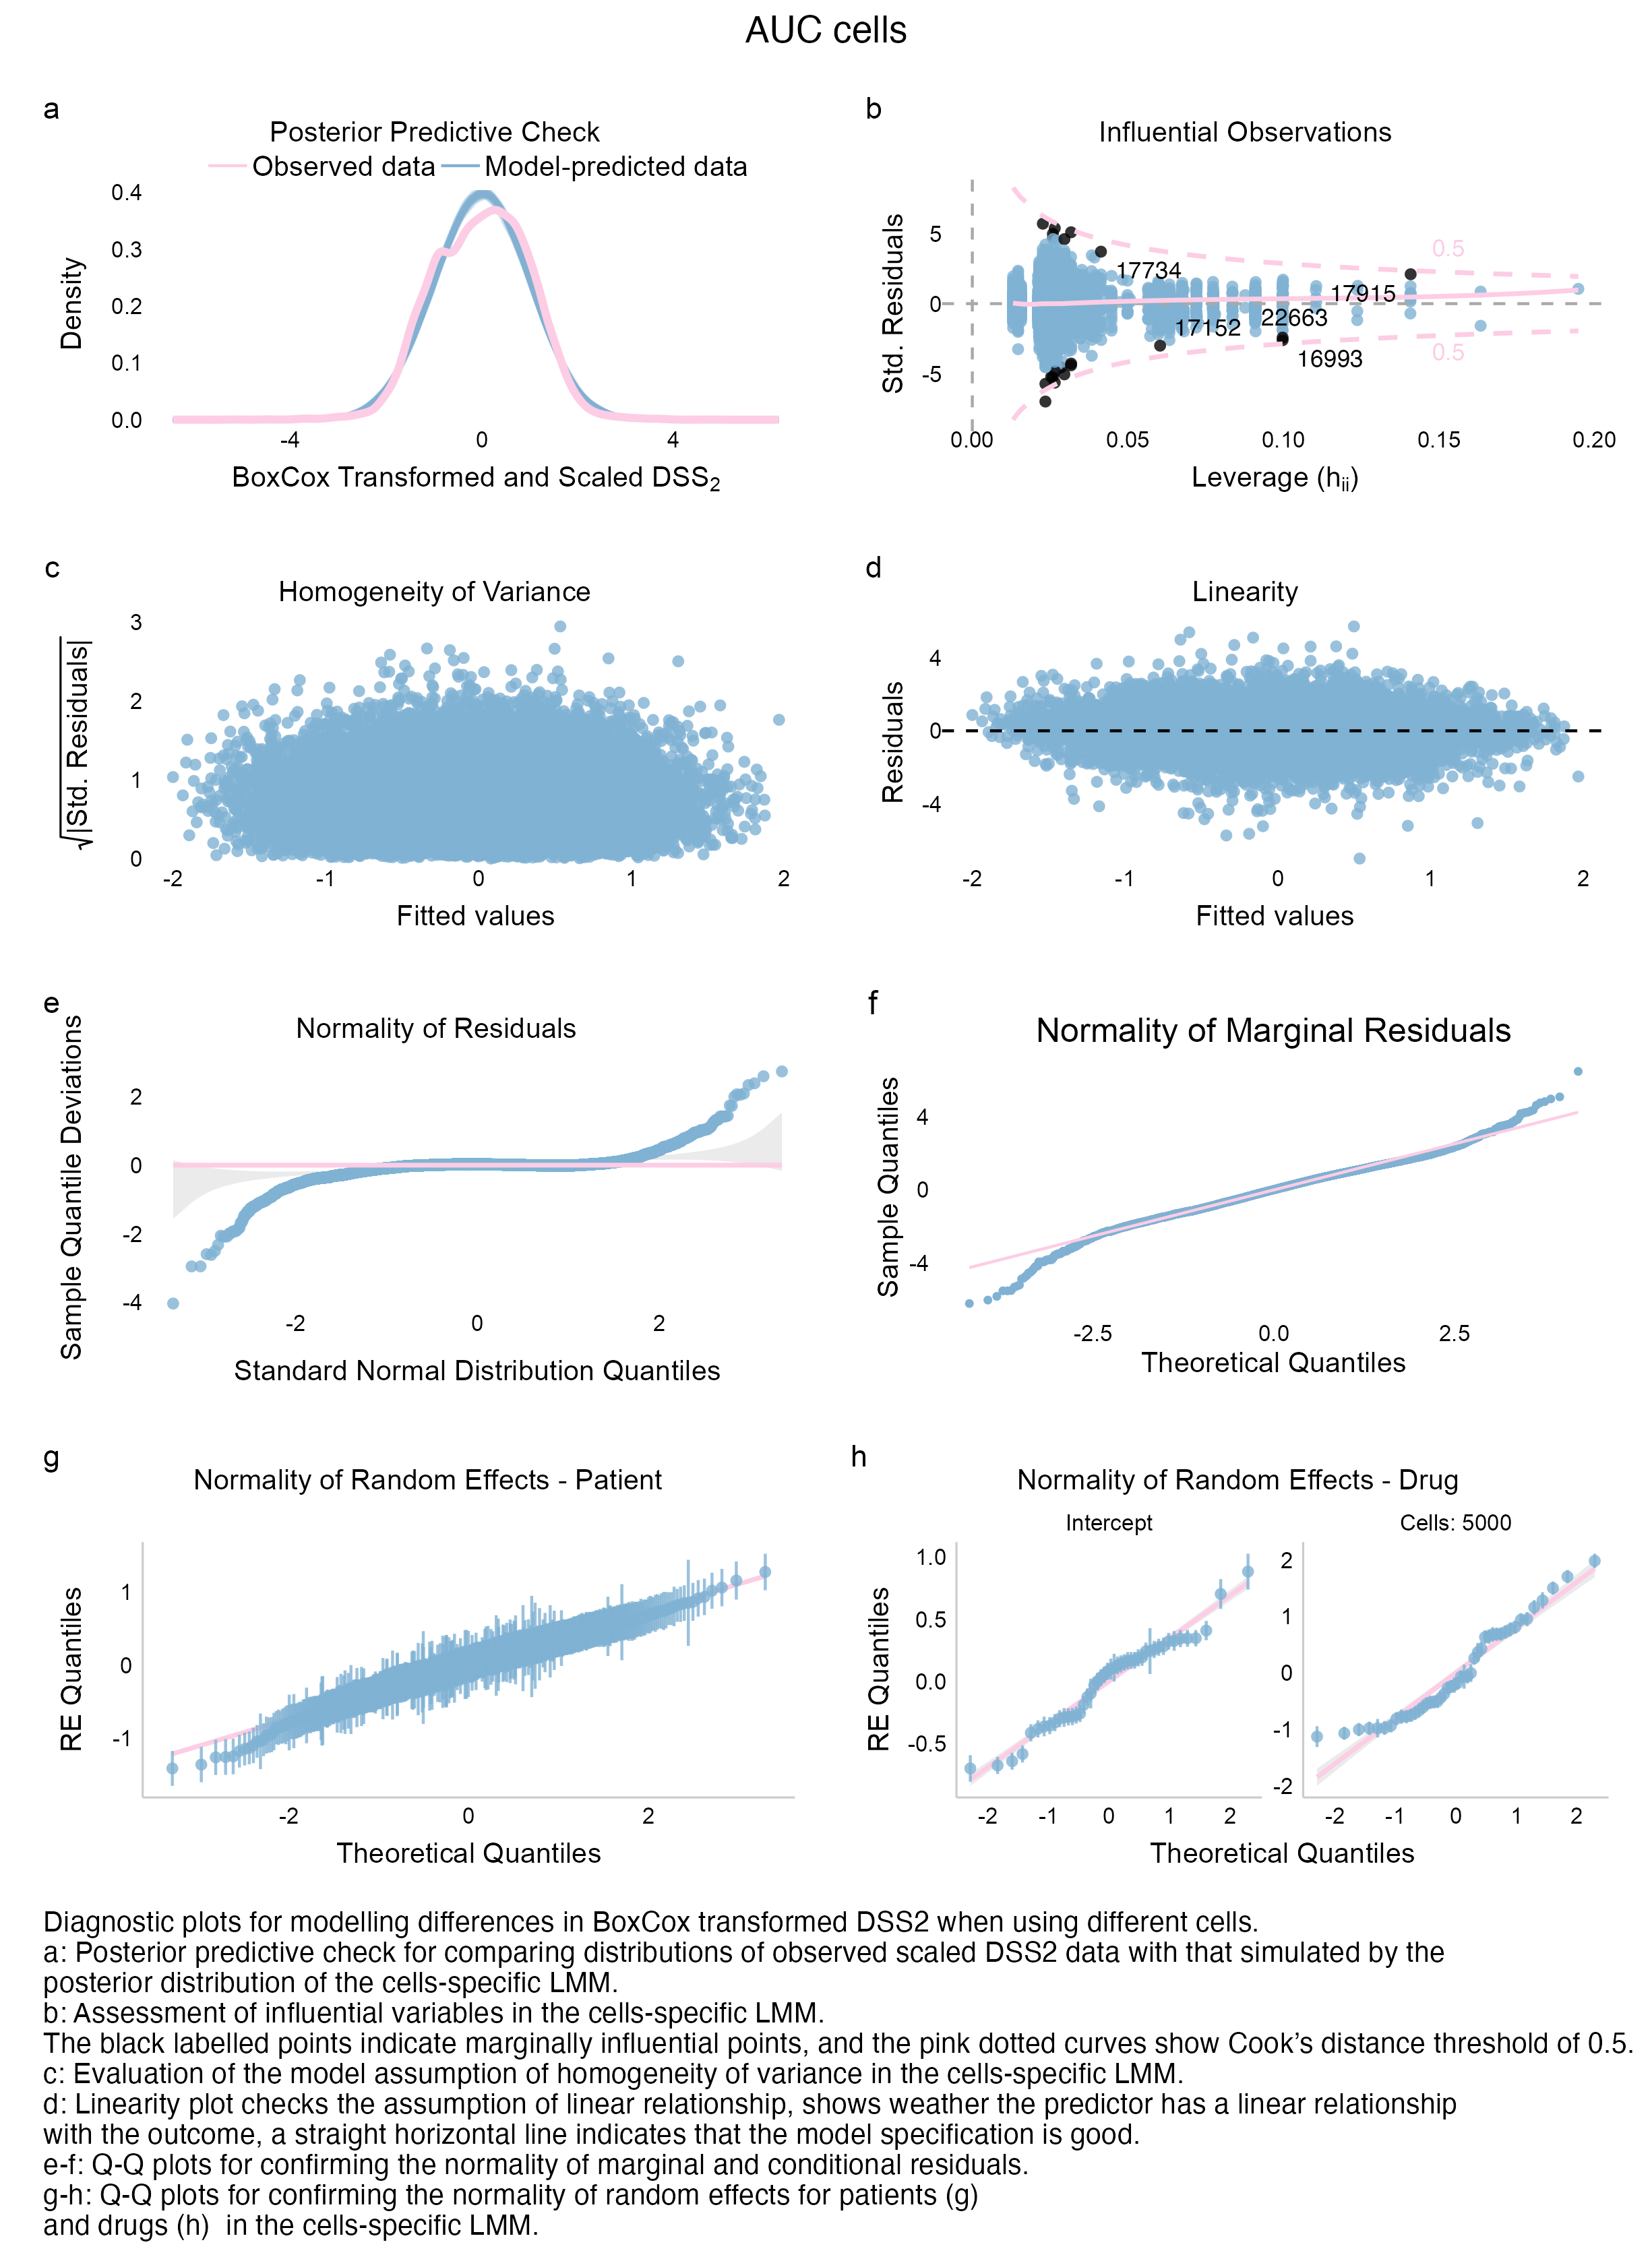 AUC cells
a
Posterior Predictive Check
Observed data Model-predicted data
Density
0.4
0.3
0.2
0.1
0.0
-4 0 4
BoxCox Transformed and Scaled DSS₂
b
Influential Observations
Std. Residuals
5
0
-5
0.5
17734
17915
17152
22663
0.5
16993
0.00 0.05 0.10 0.15 0.20
Leverage (hᵢᵢ)
c
Homogeneity of Variance
√|Std. Residuals|
3
2
1
0
-2 -1 0 1 2
Fitted values
d
Linearity
Residuals
4
0
-4
-2 -1 0 1 2
Fitted values
e
Normality of Residuals
Sample Quantile Deviations
2
0
-2
-4
-2 0 2
Standard Normal Distribution Quantiles
f
Normality of Marginal Residuals
Sample Quantiles
4
0
-4
-2.5 0.0 2.5
Theoretical Quantiles
g
Normality of Random Effects - Patient
RE Quantiles
1
0
-1
-2 0 2
Theoretical Quantiles
h
Normality of Random Effects - Drug
Intercept Cells: 5000
RE Quantiles
1.0
0.5
0.0
-0.5
2
1
0
-1
-2
-2 -1 0 1 2 -2 -1 0 1 2
Theoretical Quantiles
Diagnostic plots for modelling differences in BoxCox transformed DSS2 when using different cells.
a: Posterior predictive check for comparing distributions of observed scaled DSS2 data with that simulated by the
posterior distribution of the cells-specific LMM.
b: Assessment of influential variables in the cells-specific LMM.
The black labelled points indicate marginally influential points, and the pink dotted curves show Cook's distance threshold of 0.5.
c: Evaluation of the model assumption of homogeneity of variance in the cells-specific LMM.
d: Linearity plot checks the assumption of linear relationship, shows weather the predictor has a linear relationship
with the outcome, a straight horizontal line indicates that the model specification is good.
e-f: Q-Q plots for confirming the normality of marginal and conditional residuals.
g-h: Q-Q plots for confirming the normality of random effects for patients (g)
and drugs (h)  in the cells-specific LMM.